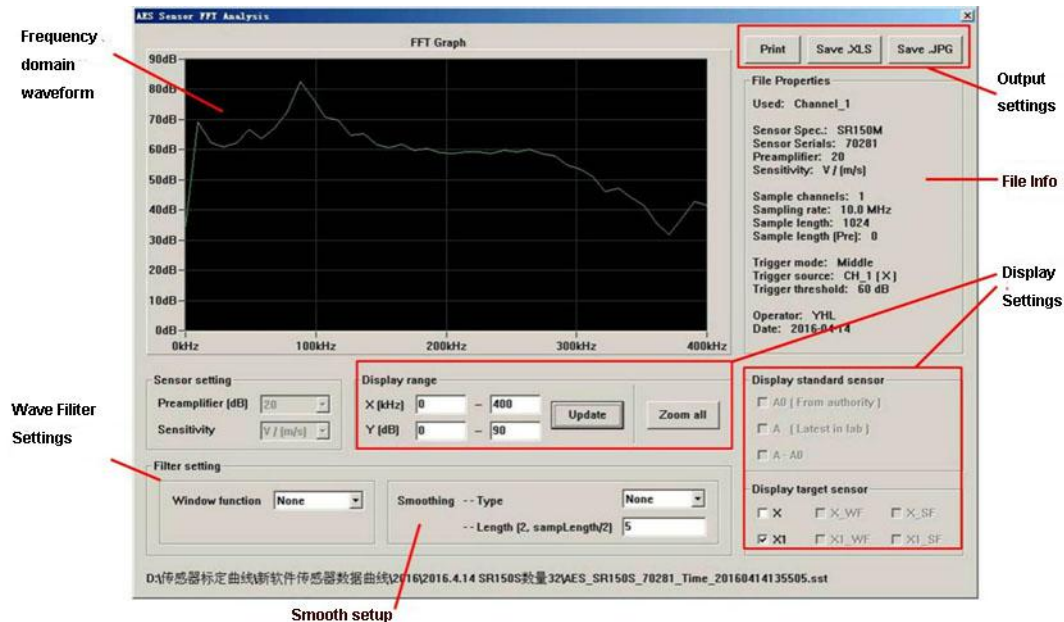 AES Sensor FFT Analysis
Frequency
domain
waveform
FFT Graph
90dB
80dB
70dB
60dB
50dB
40dB
30dB
20dB
10dB
0dB
0kHz 100kHz 200kHz 300kHz 400kHz
Print Save .XLS Save .JPG
Output
settings
File Properties
Used: Channel_1
Sensor Spec.: SR150M
Sensor Serials: 70281
Preamplifier: 20
Sensitivity: V / (m/s)
File Info
Sample channels: 1
Sampling rate: 10.0 MHz
Sample length: 1024
Sample length (Pre): 0
Trigger mode: Middle
Trigger source: CH_1 ( X )
Trigger threshold: 60 dB
Operator: YHL
Date: 2016-04-14
Display
Settings
Sensor setting
Preamplifier (dB) 20
Sensitivity V / (m/s)
Display range
X (kHz) 0 – 400
Y (dB) 0 – 90
Update Zoom all
Display standard sensor
A0 ( From authority )
A ( Latest in lab )
A - A0
Wave Filiter
Settings
Filter setting
Window function None
Smoothing - - Type None
- - Length (2, sampLength/2) 5
Display target sensor
X X_WF X_SF
X1 X1_WF X1_SF
D:\传感器标定曲线\新软件传感器数据曲线\2016\2016.4.14 SR150S数量32\AES_SR150S_70281_Time_20160414135505.sst
Smooth setup